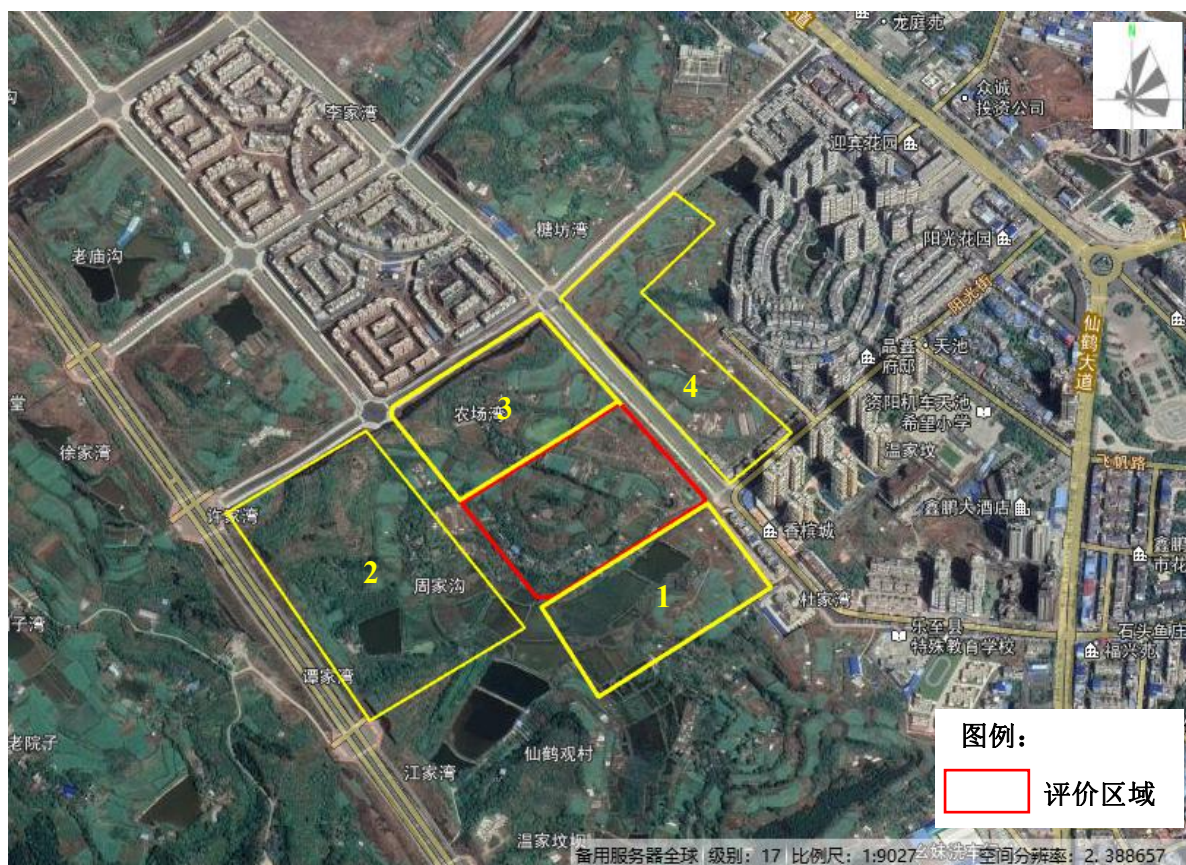 道
龙庭苑
N
众诚
投资公司
沟
李家湾
迎宾花园
糖坊湾
阳光花园
老庙沟
阳光街
仙鹤大道
品鑫·天池
府邸
4
3
农场湾
资阳机车天池
希望小学
堂
徐家湾
温家坟
飞帆路
许家湾
鑫鹏大酒店
香槟城
鑫鹏
市花
2
周家沟
1
杜家湾
子湾
乐至县
特殊教育学校
石头鱼庄
福兴苑
谭家湾
老院子
江家湾
仙鹤观村
图例：
评价区域
温家坟坝
备用服务器全球 级别：17 比例尺：1:9027
空间分辨率：2.388657